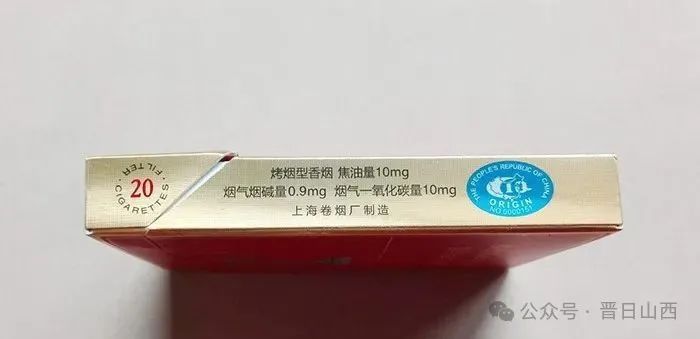 FILTER
20
CIGARETTES
烤烟型香烟 焦油量10mg
烟气烟碱量0.9mg 烟气一氧化碳量10mg
上海卷烟厂制造
THE PEOPLE'S REPUBLIC OF CHINA
ORIGIN
NO.5000151
公众号·晋日山西